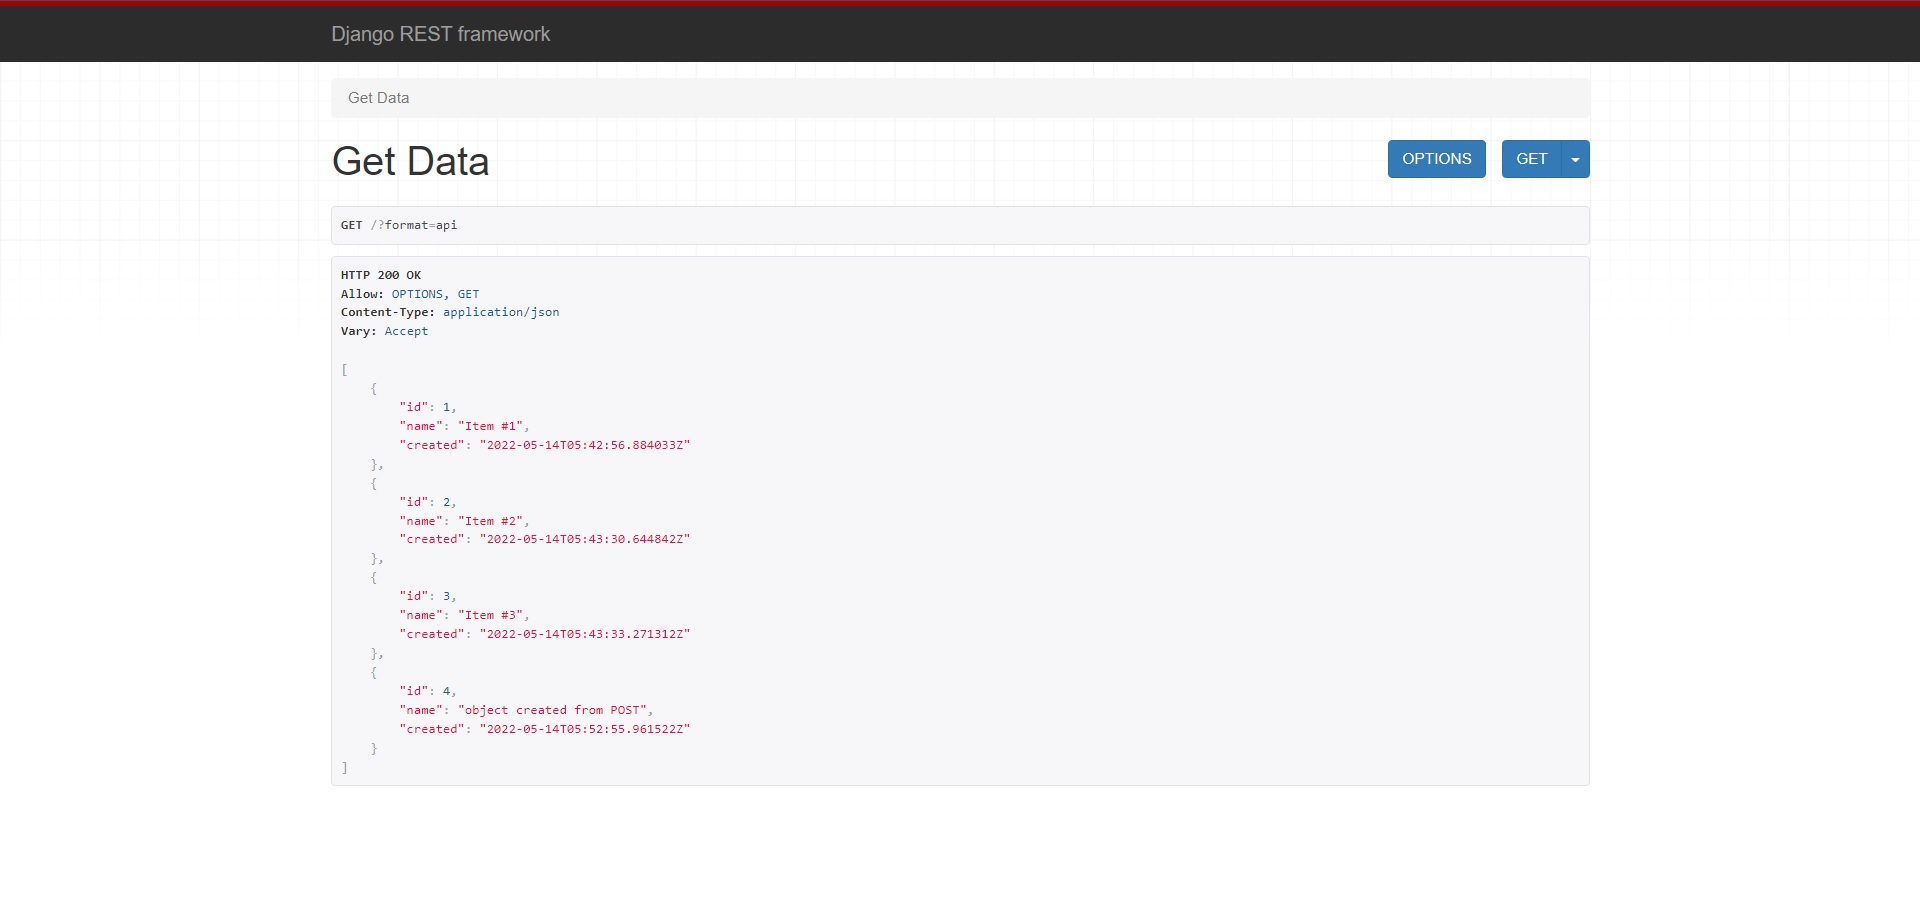 Django REST framework
Get Data
Get Data
OPTIONS GET
GET /?format=api
HTTP 200 OK
Allow: OPTIONS, GET
Content-Type: application/json
Vary: Accept
[
    {
        "id": 1,
        "name": "Item #1",
        "created": "2022-05-14T05:42:56.884033Z"
    },
    {
        "id": 2,
        "name": "Item #2",
        "created": "2022-05-14T05:43:30.644842Z"
    },
    {
        "id": 3,
        "name": "Item #3",
        "created": "2022-05-14T05:43:33.271312Z"
    },
    {
        "id": 4,
        "name": "object created from POST",
        "created": "2022-05-14T05:52:55.961522Z"
    }
]